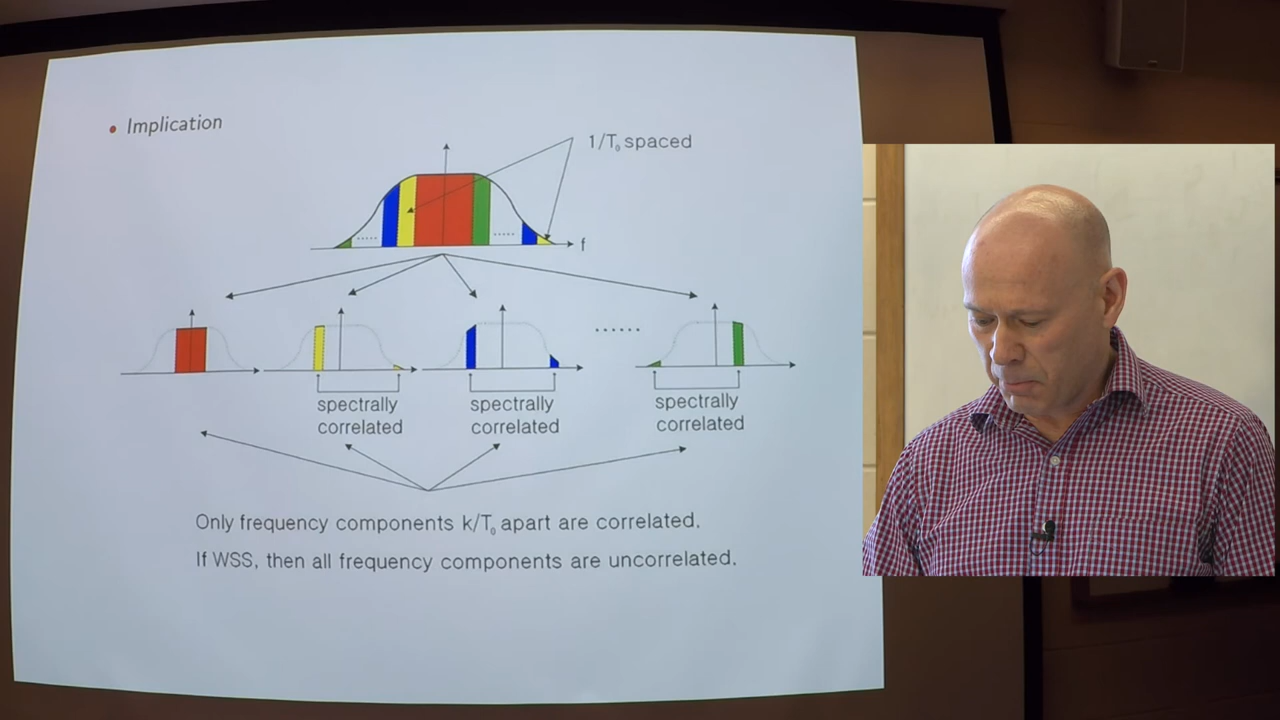 • Implication
1/T₀ spaced
f
spectrally
correlated
spectrally
correlated
spectrally
correlated
Only frequency components k/T₀ apart are correlated.
If WSS, then all frequency components are uncorrelated.